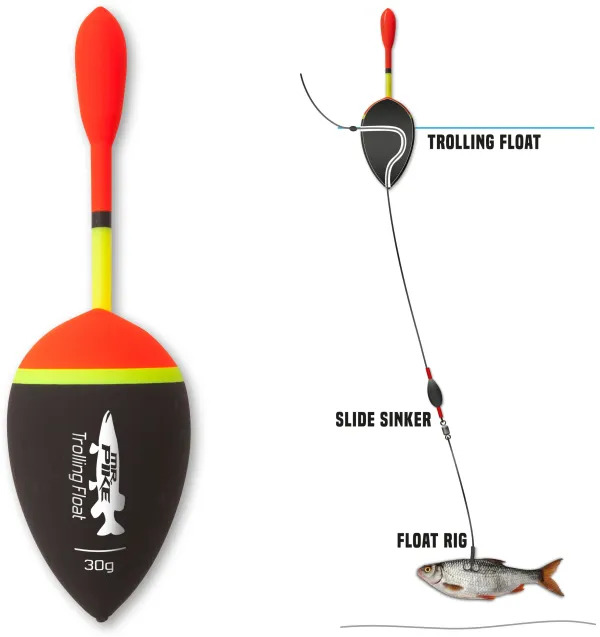 MR.
PIKE
Trolling Float
30g
TROLLING FLOAT
SLIDE SINKER
FLOAT RIG